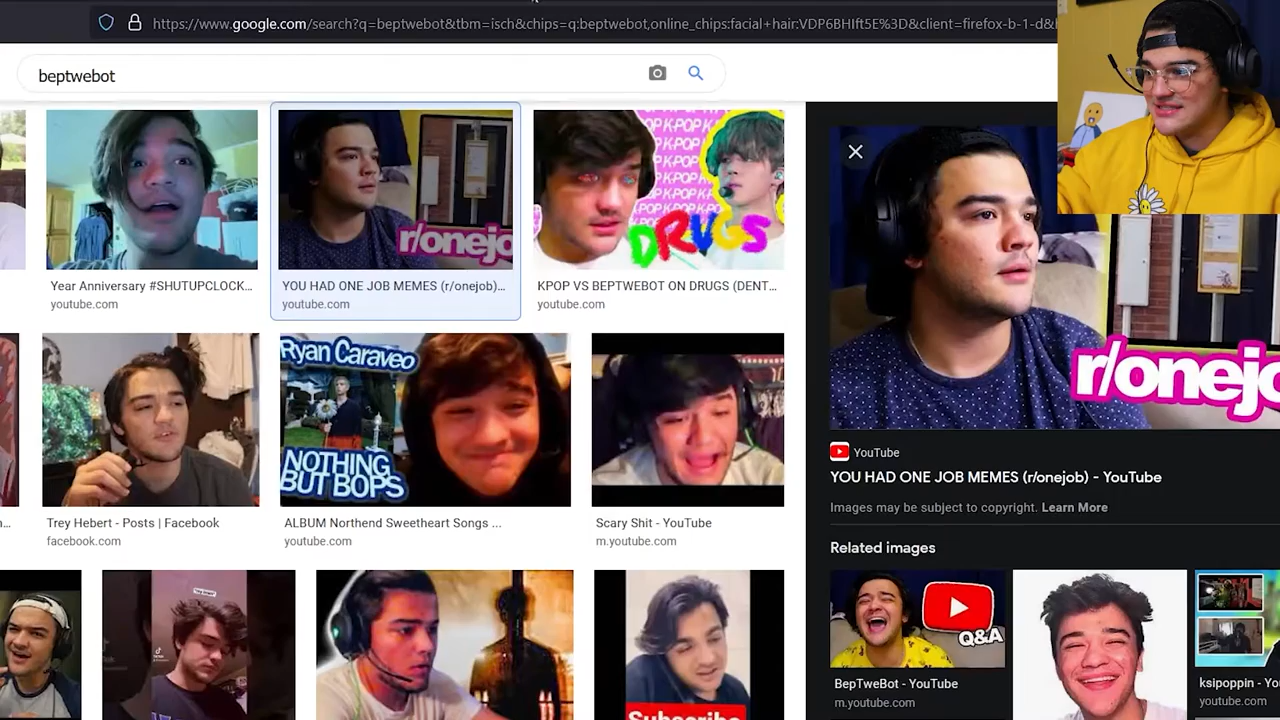 https://www.google.com/search?q=beptwebot&tbm=isch&chips=q:beptwebot,online_chips:facial+hair:VDP6BHIft5E%3D&client=firefox-b-1-d&
beptwebot
K-POP K-POP K-POP
DRUGS
r/onejo
r/onejo
Year Anniversary #SHUTUPCLOCK...
youtube.com
YOU HAD ONE JOB MEMES (r/onejob)...
youtube.com
KPOP VS BEPTWEBOT ON DRUGS (DENT...
youtube.com
Ryan Caraveo
NOTHING
BUT BOPS
YouTube
YOU HAD ONE JOB MEMES (r/onejob) - YouTube
Images may be subject to copyright. Learn More
Trey Hebert - Posts | Facebook
facebook.com
ALBUM Northend Sweetheart Songs ...
youtube.com
Scary Shit - YouTube
m.youtube.com
Related images
Q&A
Subscribe
BepTweBot - YouTube
m.youtube.com
ksipoppin - Yo
youtube.com